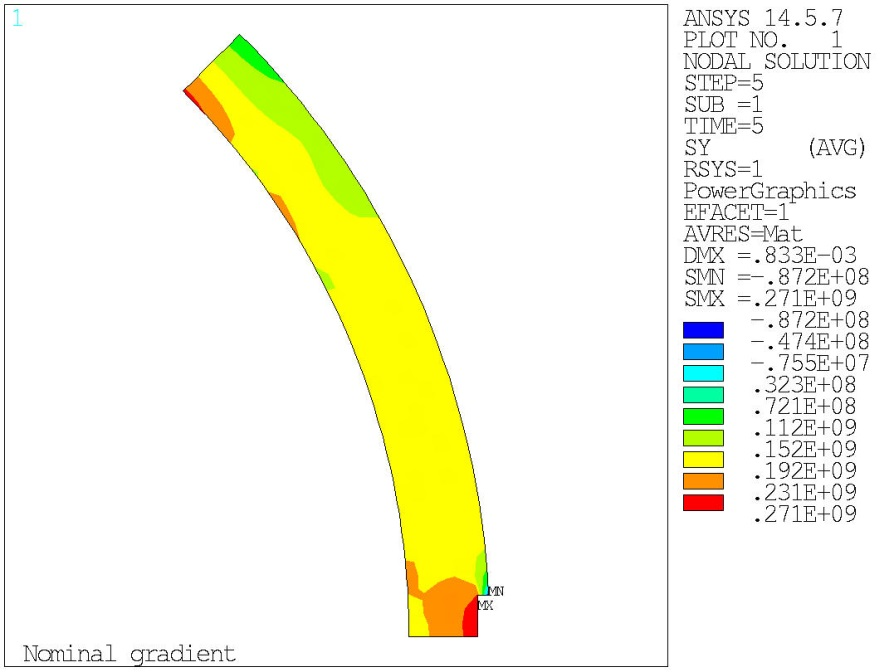 1
ANSYS 14.5.7
PLOT NO. 1
NODAL SOLUTION
STEP=5
SUB =1
TIME=5
SY (AVG)
RSYS=1
PowerGraphics
EFACET=1
AVRES=Mat
DMX =.833E-03
SMN =-.872E+08
SMX =.271E+09
-.872E+08
-.474E+08
-.755E+07
.323E+08
.721E+08
.112E+09
.152E+09
.192E+09
.231E+09
.271E+09
MN
MX
Nominal gradient